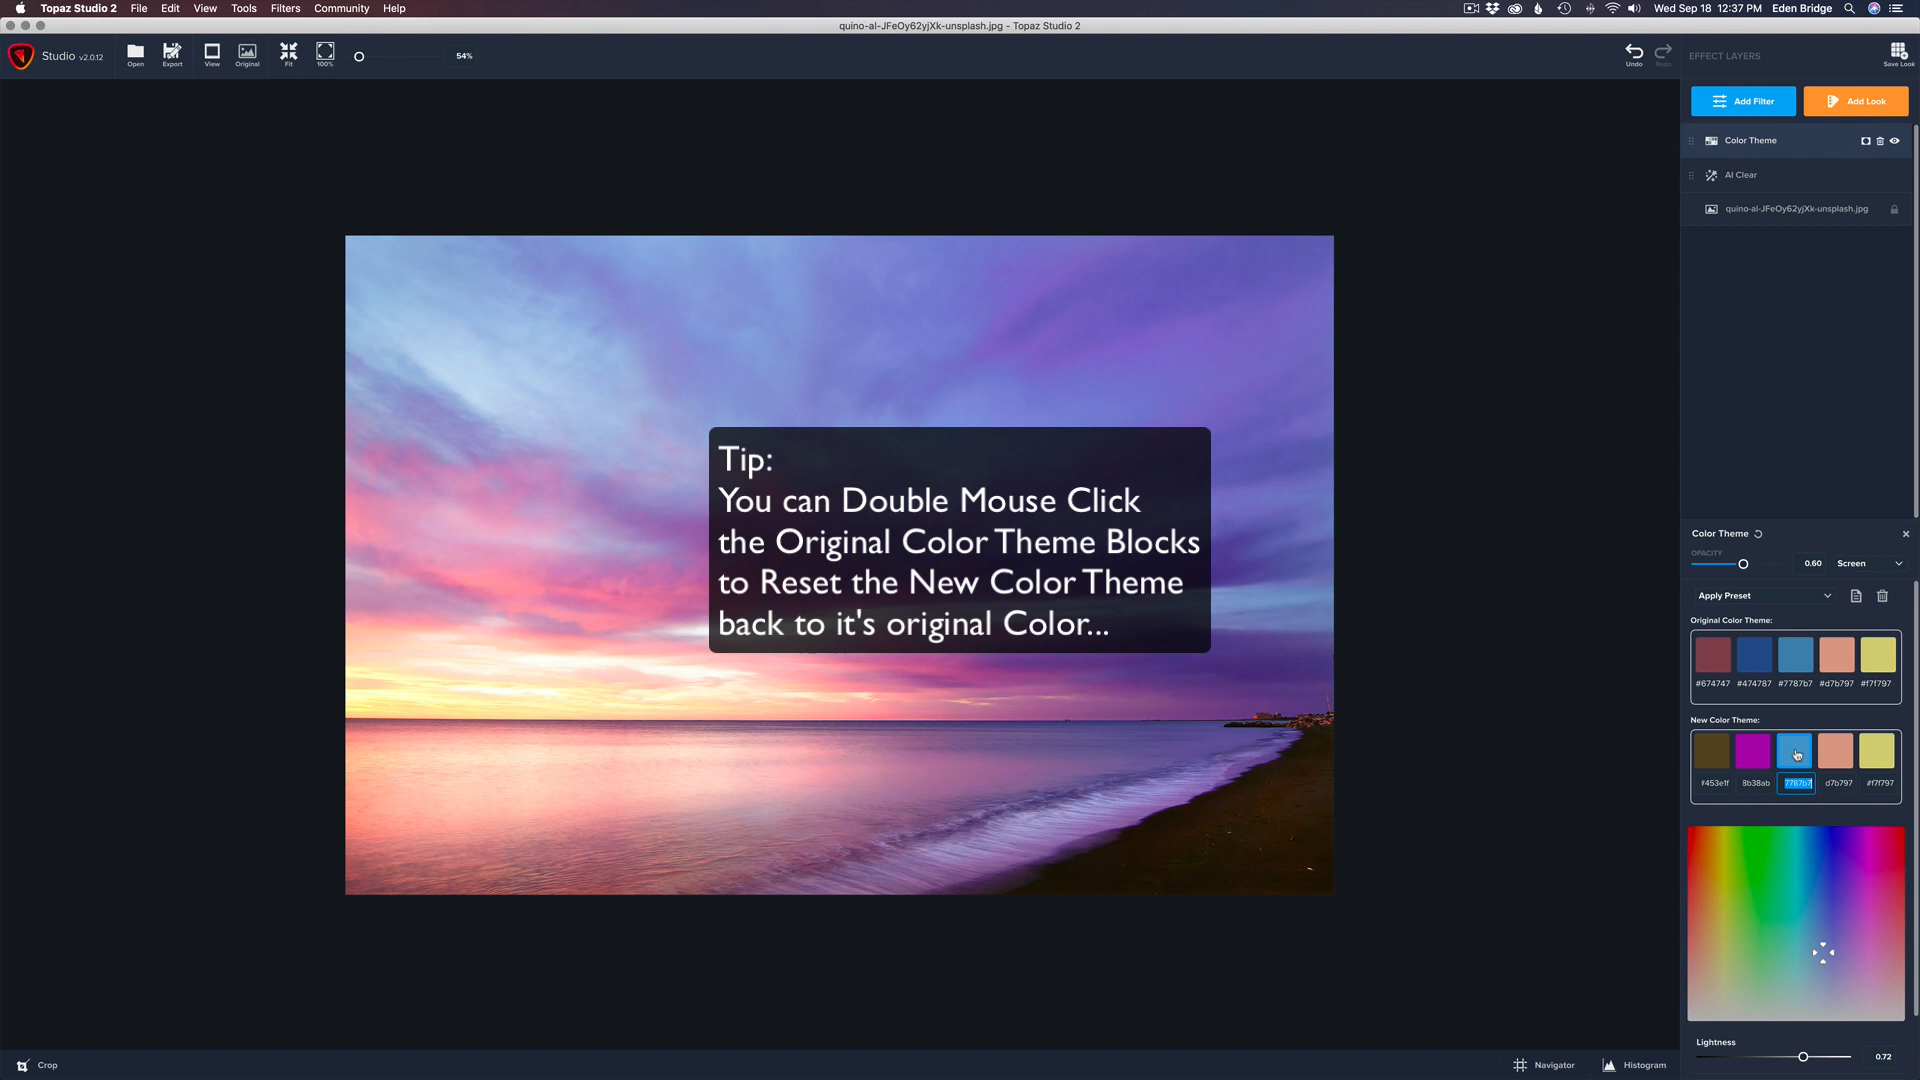 Topaz Studio 2 File Edit View Tools Filters Community Help
Wed Sep 18 12:37 PM Eden Bridge
quino-al-JFeOy62yjXk-unsplash.jpg - Topaz Studio 2
Studio v2.0.12
Open Export View Original Fit 100% 54%
Undo Redo
EFFECT LAYERS
Save Look
Add Filter Add Look
Color Theme
AI Clear
quino-al-JFeOy62yjXk-unsplash.jpg
Tip:
You can Double Mouse Click
the Original Color Theme Blocks
to Reset the New Color Theme
back to it's original Color...
Color Theme
OPACITY
0.60 Screen
Apply Preset
Original Color Theme:
#674747 #474787 #7787b7 #d7b797 #f7f797
New Color Theme:
#453e1f 8b38ab 7787b7 d7b797 #f7f797
Lightness
0.72
Crop
Navigator Histogram